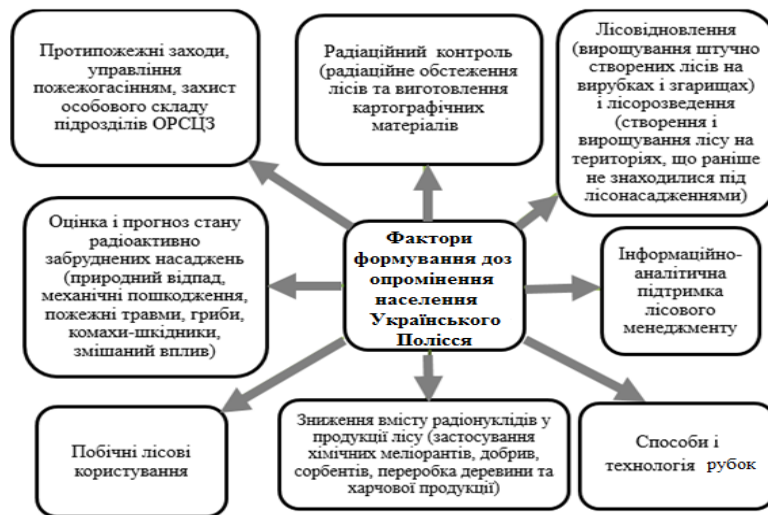 Протипожежні заходи,
управління
пожежогасінням, захист
особового складу
підрозділів ОРСЦЗ
Радіаційний контроль
(радіаційне обстеження
лісів та виготовлення
картографічних
матеріалів
Лісовідновлення
(вирощування штучно
створених лісів на
вирубках і згарищах)
і лісорозведення
(створення і
вирощування лісу на
територіях, що раніше
не знаходилися під
лісонасадженнями)
Оцінка і прогноз стану
радіоактивно
забруднених насаджень
(природний відпад,
механічні пошкодження,
пожежні травми, гриби,
комахи-шкідники,
змішаний вплив)
Фактори
формування доз
опромінення
населення
Українського
Полісся
Інформаційно-
аналітична
підтримка
лісового
менеджменту
Побічні лісові
користування
Зниження вмісту радіонуклідів у
продукції лісу (застосування
хімічних меліорантів, добрив,
сорбентів, переробка деревини та
харчової продукції)
Способи і
технологія рубок